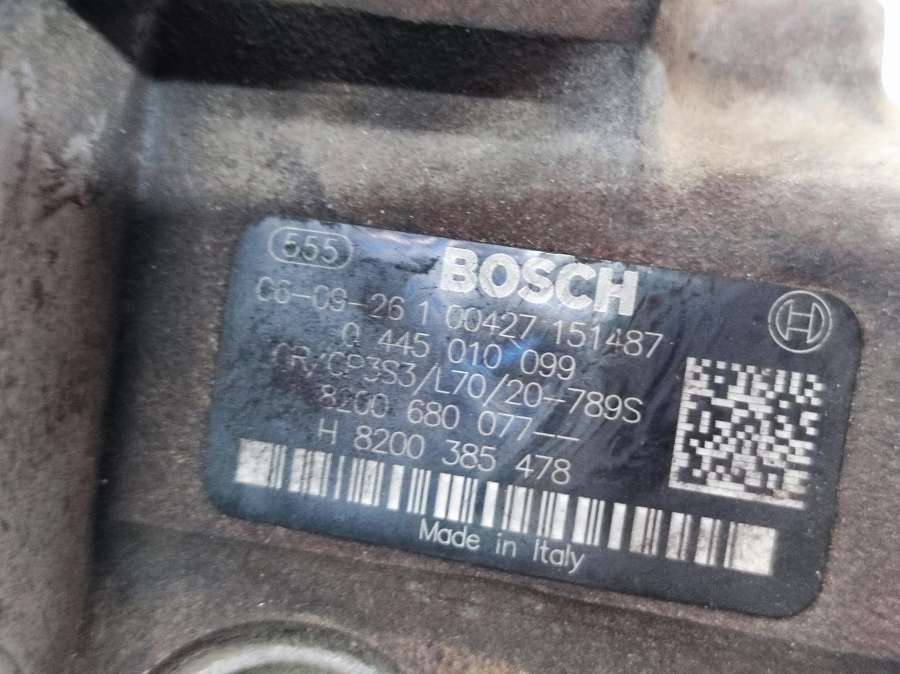 555
BOSCH
06-09-26 1 00427 151487
0 445 010 099
CR/CP3S3/L70/20-789S
8200 680 077--
H 8200 385 478
Made in Italy